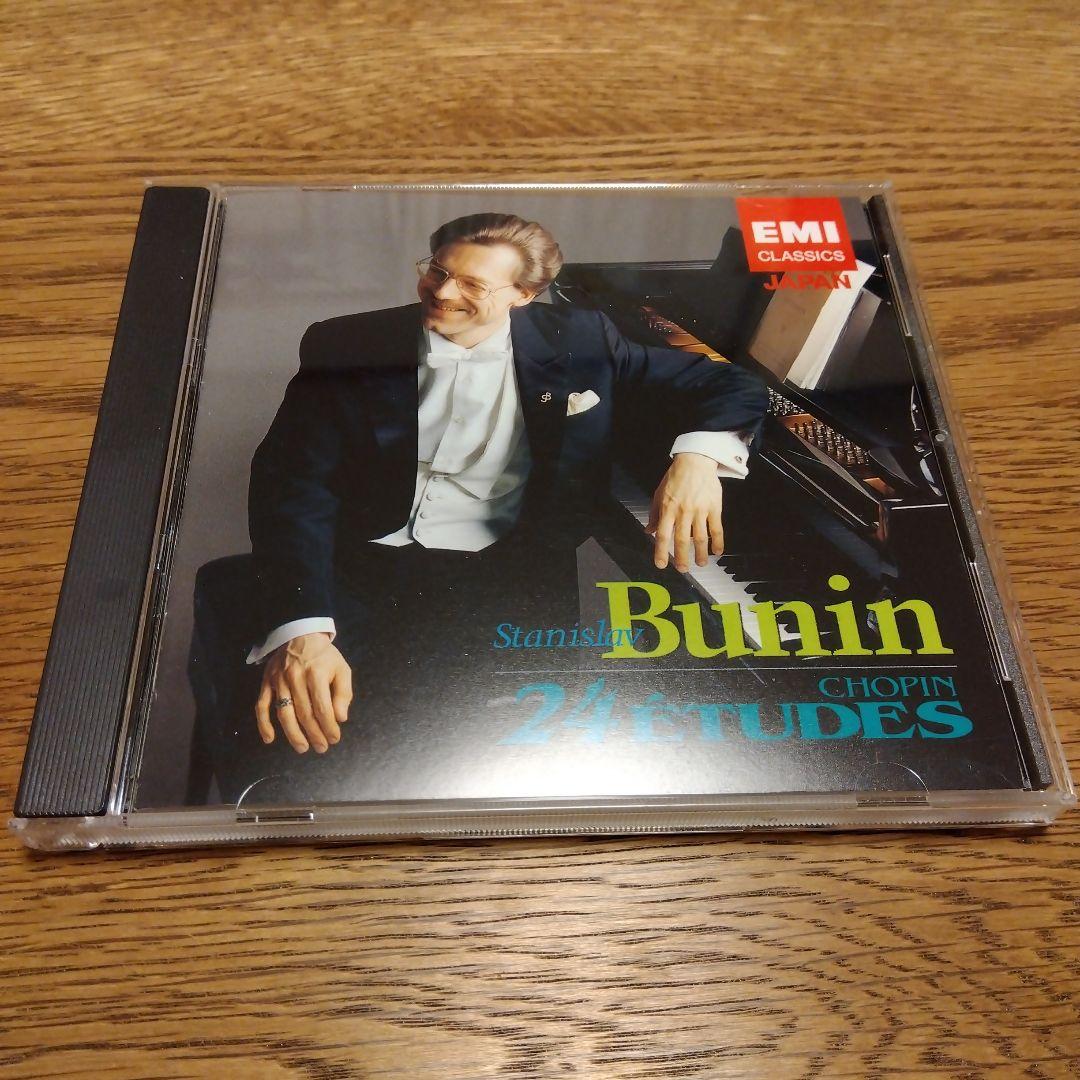 EMI
CLASSICS
JAPAN
Stanislav Bunin
CHOPIN
24 ÉTUDES